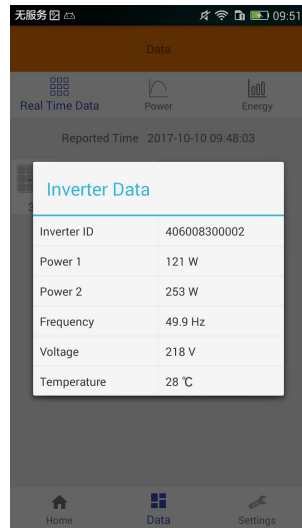 无服务 09:51
Data
Real Time Data Power Energy
Reported Time 2017-10-10 09:48:03
Inverter Data
Inverter ID 406008300002
Power 1 121 W
Power 2 253 W
Frequency 49.9 Hz
Voltage 218 V
Temperature 28 ℃
Home Data Settings